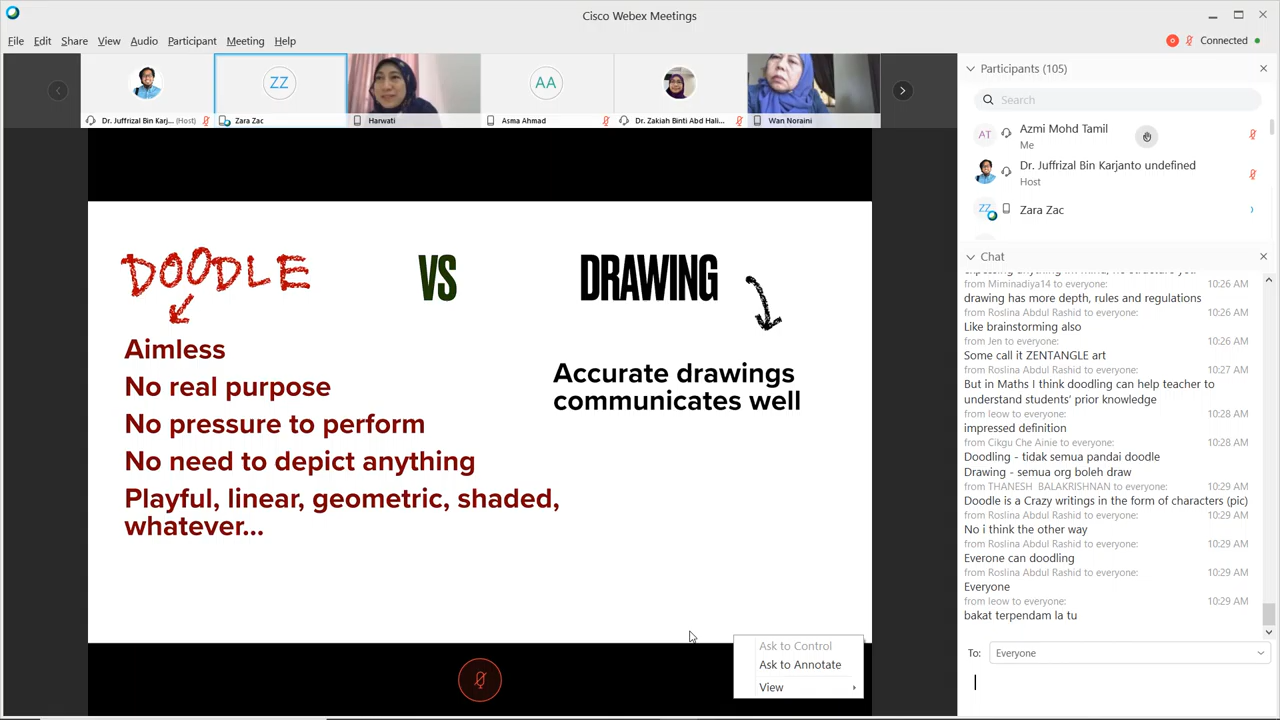 Cisco Webex Meetings
File Edit Share View Audio Participant Meeting Help
Connected
ZZ
AA
Dr. Juffrizal Bin Karj... (Host)
Zara Zac
Harwati
Asma Ahmad
Dr. Zakiah Binti Abd Hali...
Wan Noraini
DOODLE
VS
DRAWING
Aimless
No real purpose
No pressure to perform
No need to depict anything
Playful, linear, geometric, shaded,
whatever...
Accurate drawings
communicates well
Ask to Control
Ask to Annotate
View
Participants (105)
Search
AT
Azmi Mohd Tamil
Me
Dr. Juffrizal Bin Karjanto undefined
Host
ZZ
Zara Zac
Chat
from Miminadiya14 to everyone: 10:26 AM
drawing has more depth, rules and regulations
from Roslina Abdul Rashid to everyone: 10:26 AM
Like brainstorming also
from Jen to everyone: 10:26 AM
Some call it ZENTANGLE art
from Roslina Abdul Rashid to everyone: 10:27 AM
But in Maths I think doodling can help teacher to
understand students' prior knowledge
from leow to everyone: 10:28 AM
impressed definition
from Cikgu Che Ainie to everyone: 10:28 AM
Doodling - tidak semua pandai doodle
Drawing - semua org boleh draw
from THANESH BALAKRISHNAN to everyone: 10:29 AM
Doodle is a Crazy writings in the form of characters (pic)
from Roslina Abdul Rashid to everyone: 10:29 AM
No i think the other way
from Roslina Abdul Rashid to everyone: 10:29 AM
Everone can doodling
from Roslina Abdul Rashid to everyone: 10:29 AM
Everyone
from leow to everyone: 10:29 AM
bakat terpendam la tu
To: Everyone